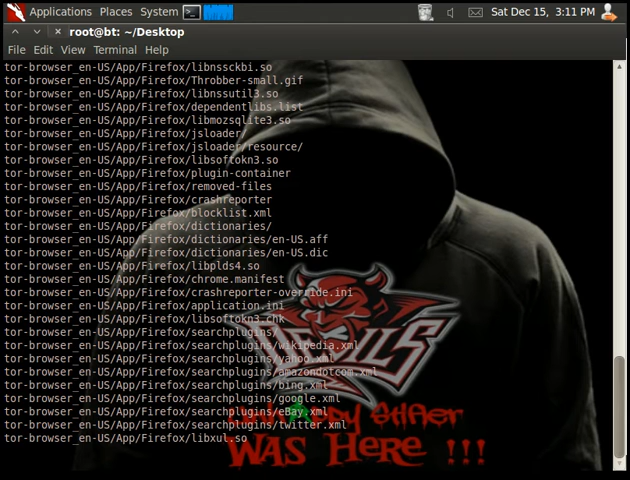 Applications Places System Sat Dec 15, 3:11 PM
root@bt: ~/Desktop
File Edit View Terminal Help
tor-browser_en-US/App/Firefox/libnssckbi.so
tor-browser_en-US/App/Firefox/Throbber-small.gif
tor-browser_en-US/App/Firefox/libnssutil3.so
tor-browser_en-US/App/Firefox/dependentlibs.list
tor-browser_en-US/App/Firefox/libmozsqlite3.so
tor-browser_en-US/App/Firefox/jsloader/
tor-browser_en-US/App/Firefox/jsloader/resource/
tor-browser_en-US/App/Firefox/libsoftokn3.so
tor-browser_en-US/App/Firefox/plugin-container
tor-browser_en-US/App/Firefox/removed-files
tor-browser_en-US/App/Firefox/crashreporter
tor-browser_en-US/App/Firefox/blocklist.xml
tor-browser_en-US/App/Firefox/dictionaries/
tor-browser_en-US/App/Firefox/dictionaries/en-US.aff
tor-browser_en-US/App/Firefox/dictionaries/en-US.dic
tor-browser_en-US/App/Firefox/libplds4.so
tor-browser_en-US/App/Firefox/chrome.manifest
tor-browser_en-US/App/Firefox/crashreporter-override.ini
tor-browser_en-US/App/Firefox/application.ini
tor-browser_en-US/App/Firefox/libsoftokn3.chk
tor-browser_en-US/App/Firefox/searchplugins/
tor-browser_en-US/App/Firefox/searchplugins/wikipedia.xml
tor-browser_en-US/App/Firefox/searchplugins/yahoo.xml
tor-browser_en-US/App/Firefox/searchplugins/amazondotcom.xml
tor-browser_en-US/App/Firefox/searchplugins/bing.xml
tor-browser_en-US/App/Firefox/searchplugins/google.xml
tor-browser_en-US/App/Firefox/searchplugins/eBay.xml
tor-browser_en-US/App/Firefox/searchplugins/twitter.xml
tor-browser_en-US/App/Firefox/libxul.so
DEVILS
WAS HERE !!!